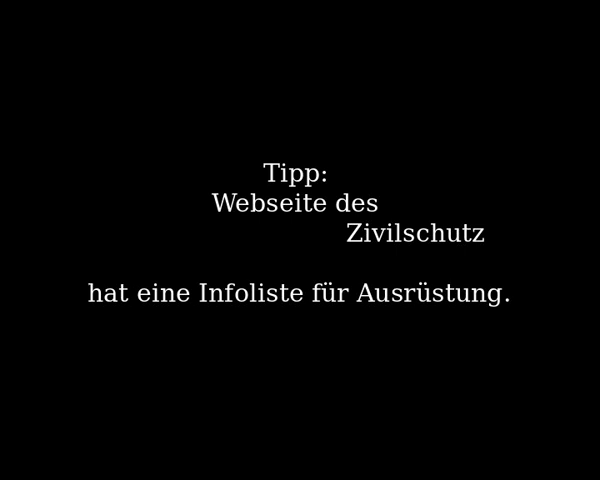 Tipp:
Webseite des
Zivilschutz
hat eine Infoliste für Ausrüstung.